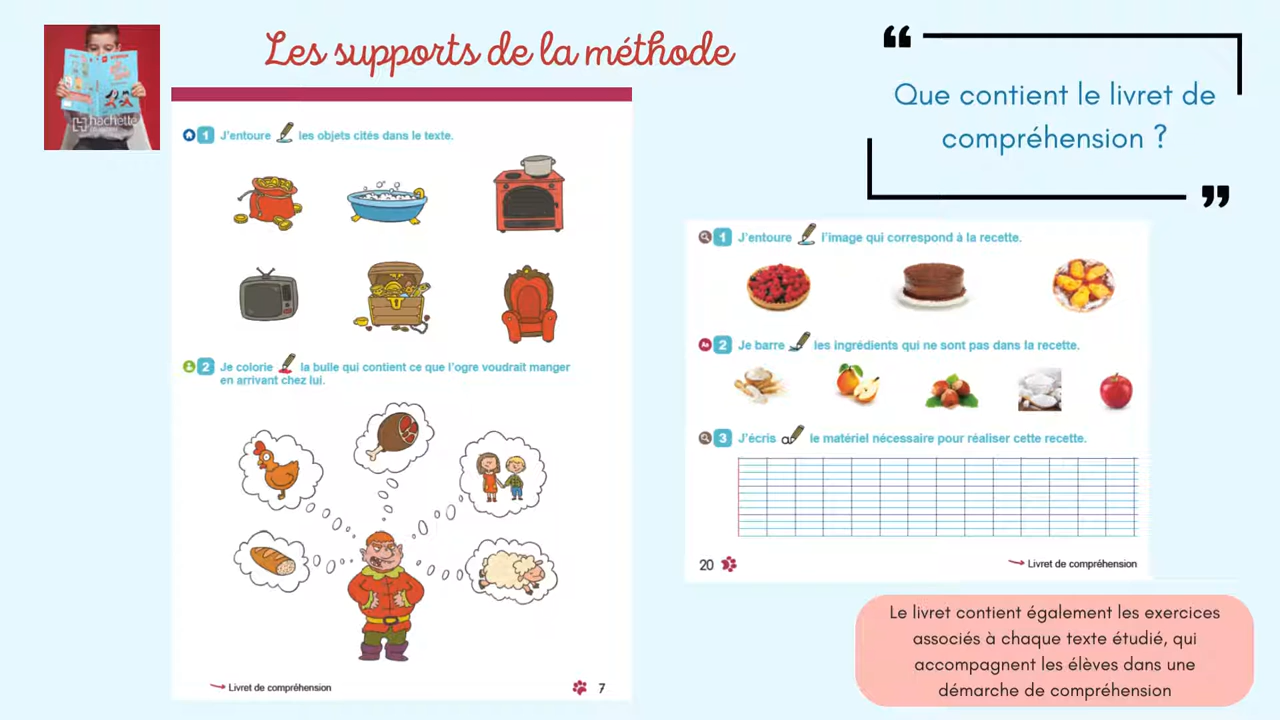 Les supports de la méthode
hachette
1 J'entoure les objets cités dans le texte.
2 Je colorie la bulle qui contient ce que l'ogre voudrait manger
en arrivant chez lui.
Livret de compréhension
7
Que contient le livret de
compréhension ?
1 J'entoure l'image qui correspond à la recette.
2 Je barre les ingrédients qui ne sont pas dans la recette.
3 J'écris le matériel nécessaire pour réaliser cette recette.
20
Livret de compréhension
Le livret contient également les exercices
associés à chaque texte étudié, qui
accompagnent les élèves dans une
démarche de compréhension